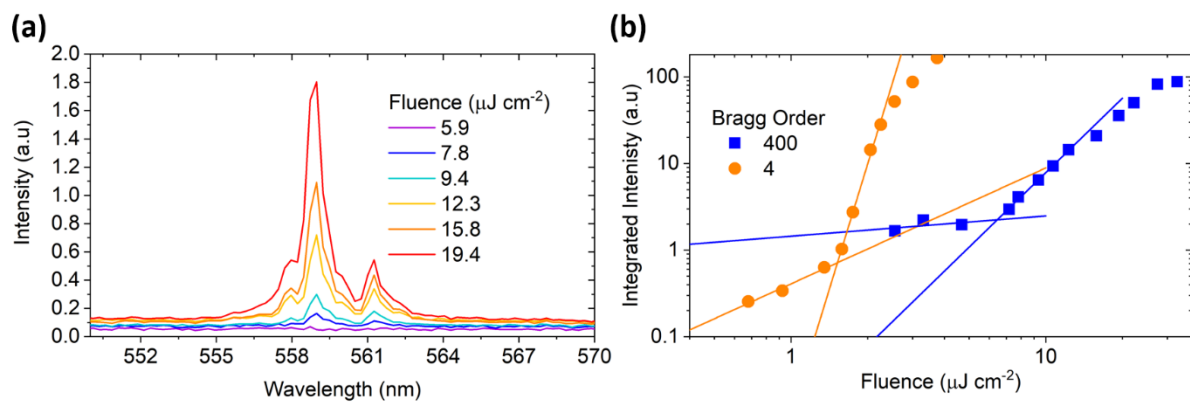 (a)
2.0
1.8
1.6
1.4
1.2
1.0
0.8
0.6
0.4
0.2
0.0
Intensity (a.u)
Fluence (μJ cm-2)
5.9
7.8
9.4
12.3
15.8
19.4
552 555 558 561 564 567 570
Wavelength (nm)
(b)
100
10
1
0.1
Integrated Intenisty (a.u)
Bragg Order
400
4
1 10
Fluence (μJ cm-2)